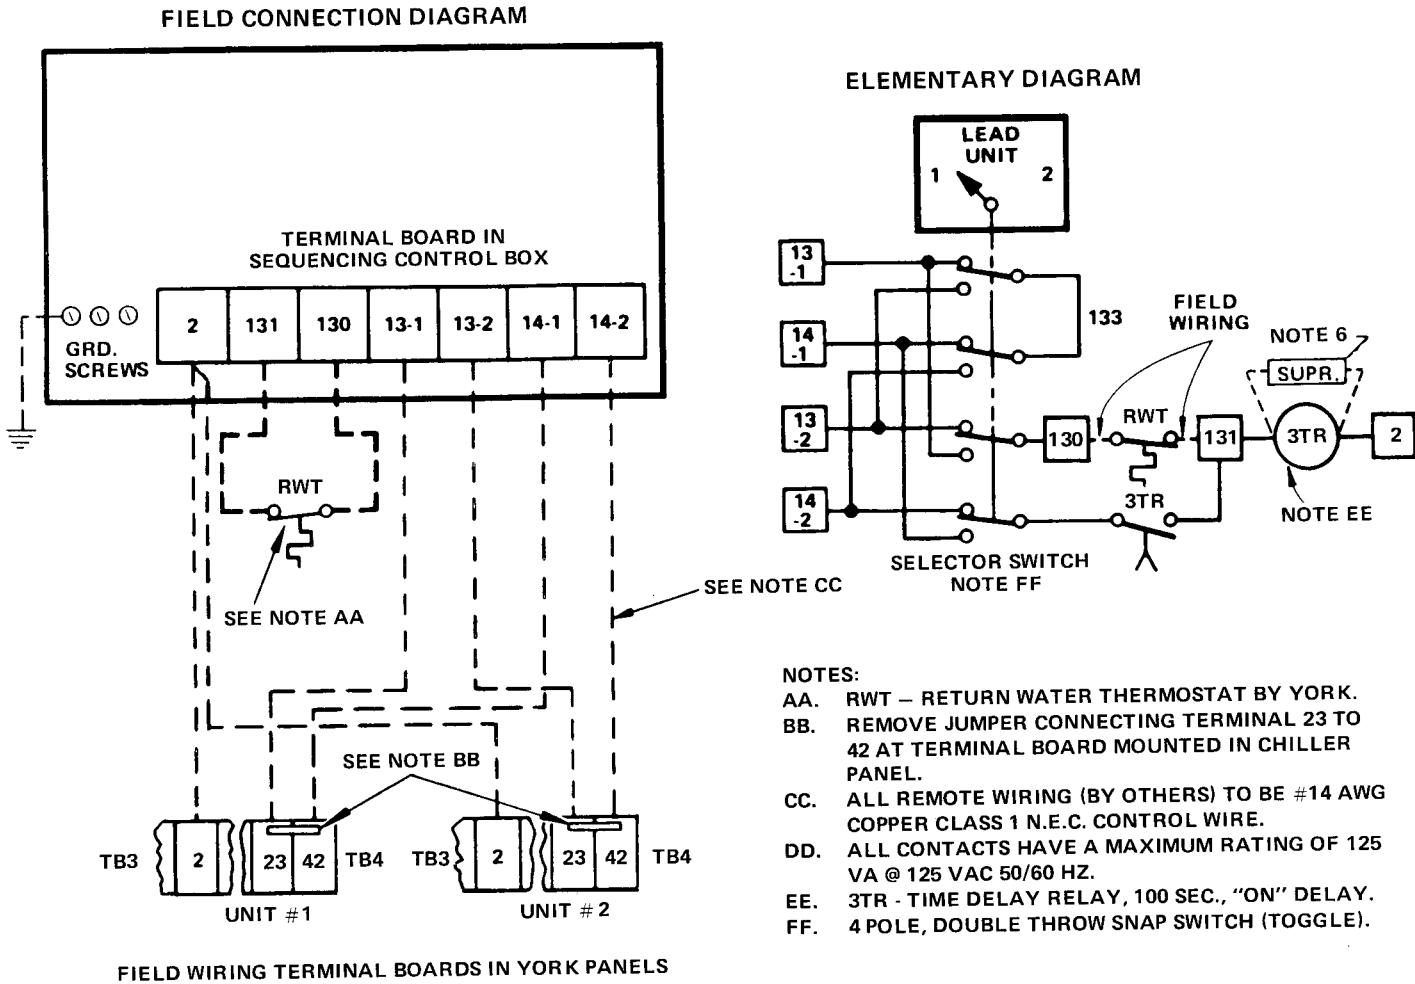 FIELD CONNECTION DIAGRAM
TERMINAL BOARD IN
SEQUENCING CONTROL BOX
GRD.
SCREWS
2 131 130 13-1 13-2 14-1 14-2
RWT
SEE NOTE AA
SEE NOTE CC
SEE NOTE BB
TB3 2 23 42 TB4
UNIT #1
TB3 2 23 42 TB4
UNIT #2
FIELD WIRING TERMINAL BOARDS IN YORK PANELS
ELEMENTARY DIAGRAM
LEAD
UNIT
1 2
13
-1
14
-1
13
-2
14
-2
133
FIELD
WIRING
NOTE 6
SUPR.
130
RWT
131
3TR
2
3TR
NOTE EE
SELECTOR SWITCH
NOTE FF
NOTES:
AA. RWT – RETURN WATER THERMOSTAT BY YORK.
BB. REMOVE JUMPER CONNECTING TERMINAL 23 TO
42 AT TERMINAL BOARD MOUNTED IN CHILLER
PANEL.
CC. ALL REMOTE WIRING (BY OTHERS) TO BE #14 AWG
COPPER CLASS 1 N.E.C. CONTROL WIRE.
DD. ALL CONTACTS HAVE A MAXIMUM RATING OF 125
VA @ 125 VAC 50/60 HZ.
EE. 3TR - TIME DELAY RELAY, 100 SEC., “ON” DELAY.
FF. 4 POLE, DOUBLE THROW SNAP SWITCH (TOGGLE).